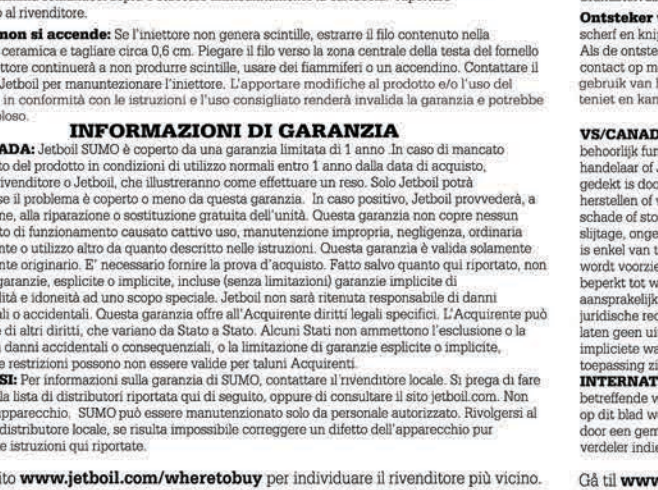 o al rivenditore.
non si accende: Se l'iniettore non genera scintille, estrarre il filo contenuto nella
ceramica e tagliare circa 0,6 cm. Piegare il filo verso la zona centrale della testa del fornello
ttore continuerà a non produrre scintille, usare dei fiammiferi o un accendino. Contattare il
Jetboil per manuntezionare l'iniettore. L'apportare modifiche al prodotto e/o l'uso del
in conformità con le istruzioni e l'uso consigliato renderà invalida la garanzia e potrebbe
oloso.
INFORMAZIONI DI GARANZIA
ADA: Jetboil SUMO è coperto da una garanzia limitata di 1 anno .In caso di mancato
to del prodotto in condizioni di utilizzo normali entro 1 anno dalla data di acquisto,
ivenditore o Jetboil, che illustreranno come effettuare un reso. Solo Jetboil potrà
se il problema è coperto o meno da questa garanzia. In caso positivo, Jetboil provvederà, a
ne, alla riparazione o sostituzione gratuita dell'unità. Questa garanzia non copre nessun
to di funzionamento causato cattivo uso, manutenzione impropria, negligenza, ordinaria
nte o utilizzo altro da quanto descritto nelle istruzioni. Questa garanzia è valida solamente
nte originario. E' necessario fornire la prova d'acquisto. Fatto salvo quanto qui riportato, non
garanzie, esplicite o implicite, incluse (senza limitazioni) garanzie implicite di
lità e idoneità ad uno scopo speciale. Jetboil non sarà ritenuta responsabile di danni
ali o accidentali. Questa garanzia offre all'Acquirente diritti legali specifici. L'Acquirente può
e di altri diritti, che variano da Stato a Stato. Alcuni Stati non ammettono l'esclusione o la
i danni accidentali o consequenziali, o la limitazione di garanzie esplicite o implicite,
e restrizioni possono non essere valide per taluni Acquirenti.
SI: Per informazioni sulla garanzia di SUMO, contattare il rivenditore locale. Si prega di fare
la lista di distributori riportata qui di seguito, oppure di consultare il sito jetboil.com. Non
apparecchio. SUMO può essere manutenzionato solo da personale autorizzato. Rivolgersi al
distributore locale, se risulta impossibile correggere un difetto dell'apparecchio pur
e istruzioni qui riportate.
ito www.jetboil.com/wheretobuy per individuare il rivenditore più vicino.
Ontsteker
scherf en knij
Als de ontste
contact op m
gebruik van h
teniet en kan
VS/CANAD
behoorlijk fun
handelaar of
gedekt is doo
herstellen of
schade of sto
slijtage, onge
is enkel van t
wordt voorzie
beperkt tot w
aansprakelijk
juridische rec
laten geen ui
impliciete wa
toepassing zi
INTERNAT
betreffende w
op dit blad w
door een gem
verdeler indie
Gå til www